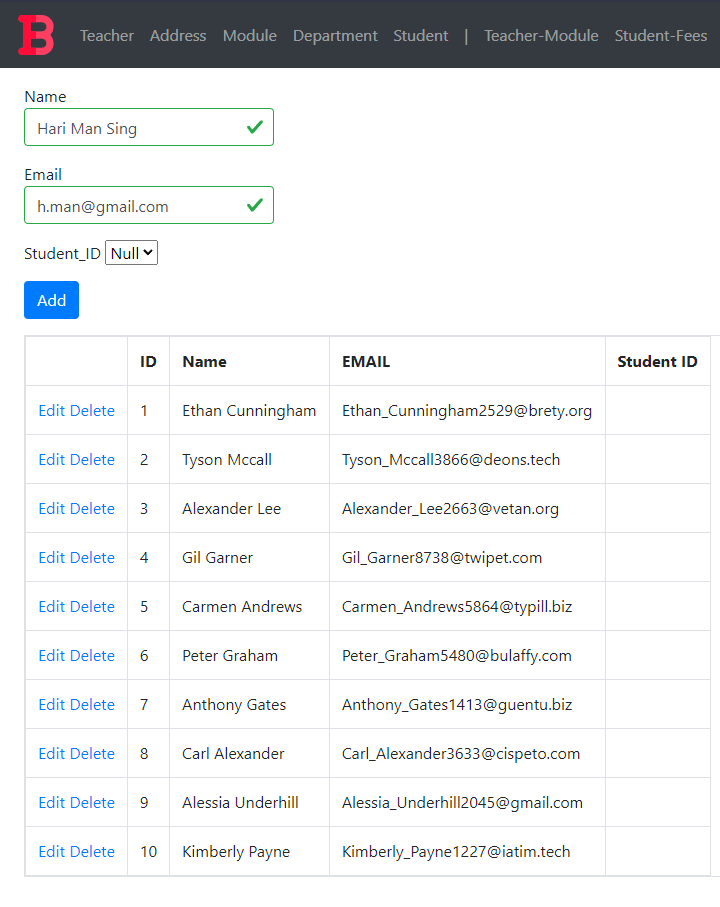 B Teacher Address Module Department Student | Teacher-Module Student-Fees
Name
Hari Man Sing
Email
h.man@gmail.com
Student_ID Null
Add
ID Name EMAIL Student ID
Edit Delete 1 Ethan Cunningham Ethan_Cunningham2529@brety.org
Edit Delete 2 Tyson Mccall Tyson_Mccall3866@deons.tech
Edit Delete 3 Alexander Lee Alexander_Lee2663@vetan.org
Edit Delete 4 Gil Garner Gil_Garner8738@twipet.com
Edit Delete 5 Carmen Andrews Carmen_Andrews5864@typill.biz
Edit Delete 6 Peter Graham Peter_Graham5480@bulaffy.com
Edit Delete 7 Anthony Gates Anthony_Gates1413@guentu.biz
Edit Delete 8 Carl Alexander Carl_Alexander3633@cispeto.com
Edit Delete 9 Alessia Underhill Alessia_Underhill2045@gmail.com
Edit Delete 10 Kimberly Payne Kimberly_Payne1227@iatim.tech